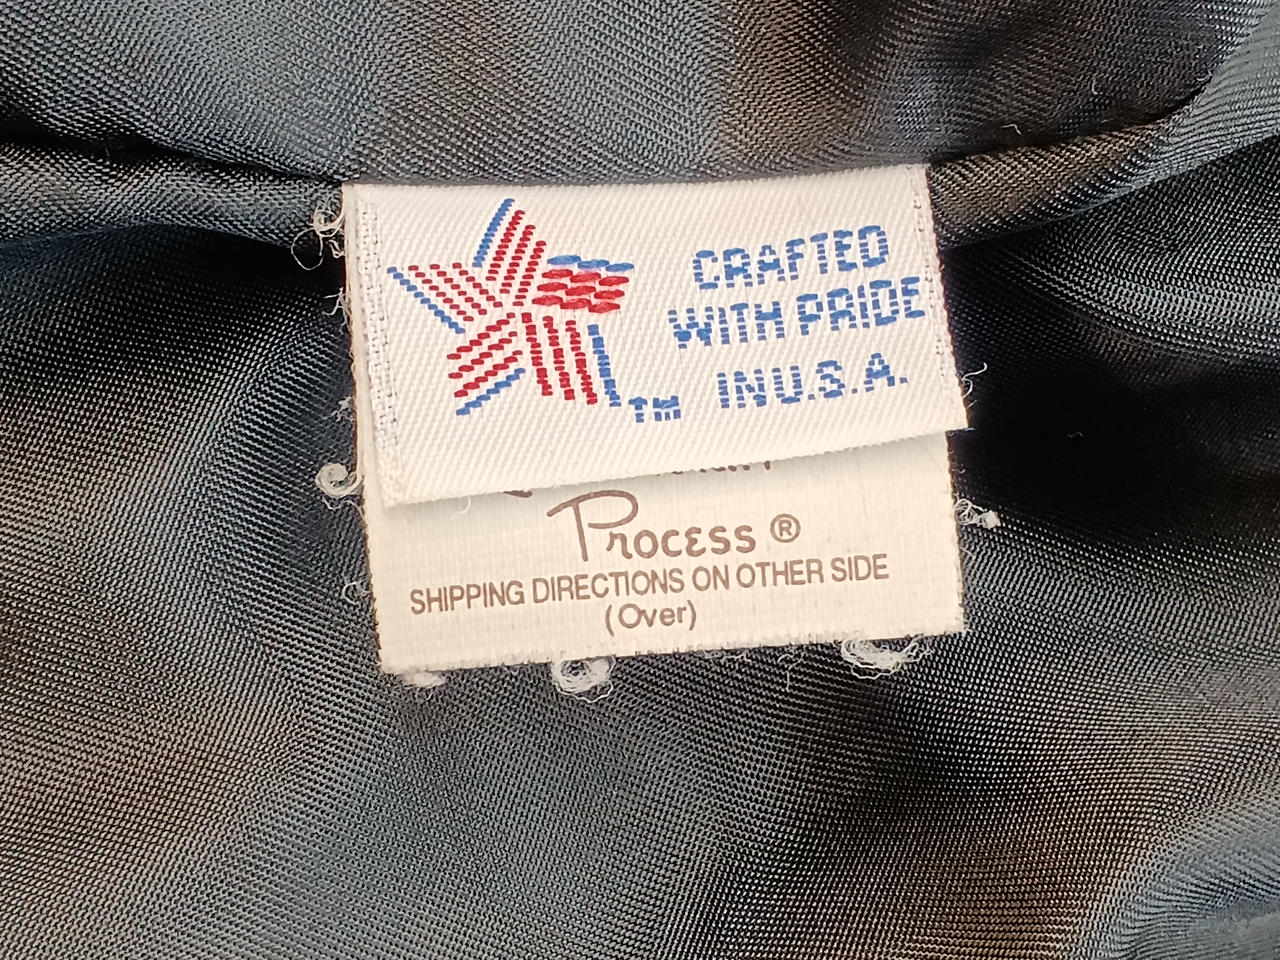 CRAFTED
WITH PRIDE
IN U.S.A.
TM
Process ®
SHIPPING DIRECTIONS ON OTHER SIDE
(Over)